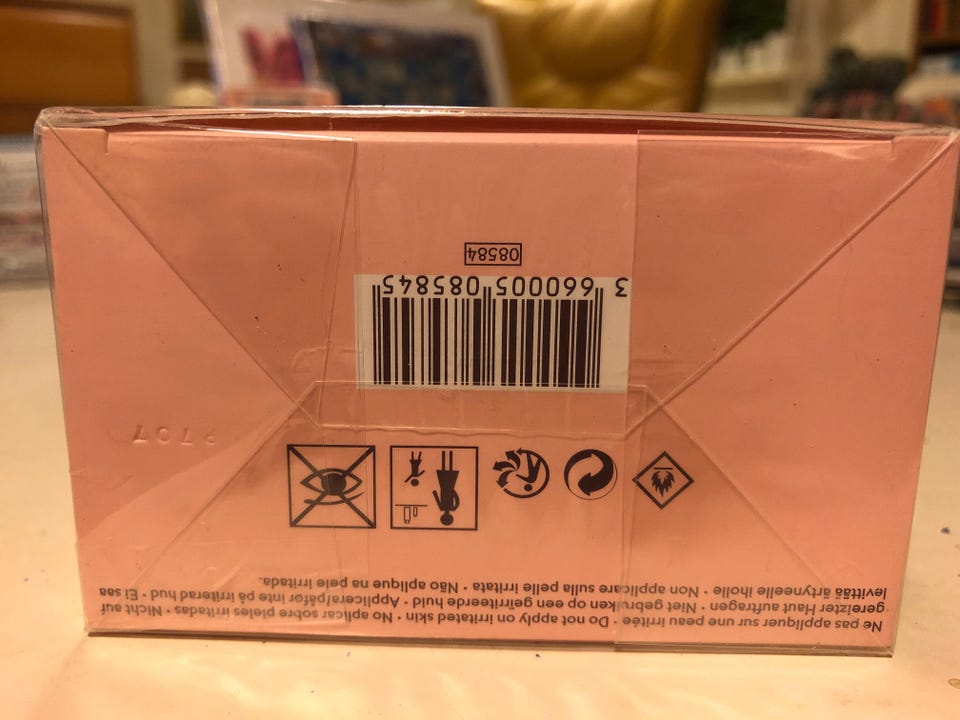 Ne pas appliquer sur une peau irritée • Do not apply on irritated skin • No aplicar sobre pieles irritadas • Nicht auf
gereizter Haut auftragen • Niet gebruiken op een geïrriteerde huid • Applicera/påfør inte på irriterad hud • Ei saa
levittää ärtyneelle iholle • Non applicare sulla pelle irritata • Não aplique na pele irritada.
3 660005 085845
08584